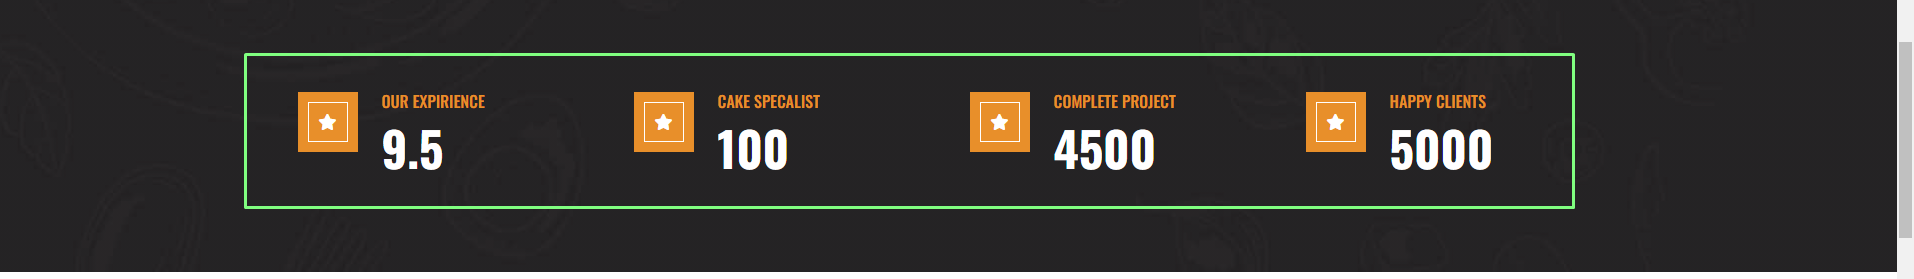 OUR EXPIRIENCE
9.5
CAKE SPECALIST
100
COMPLETE PROJECT
4500
HAPPY CLIENTS
5000